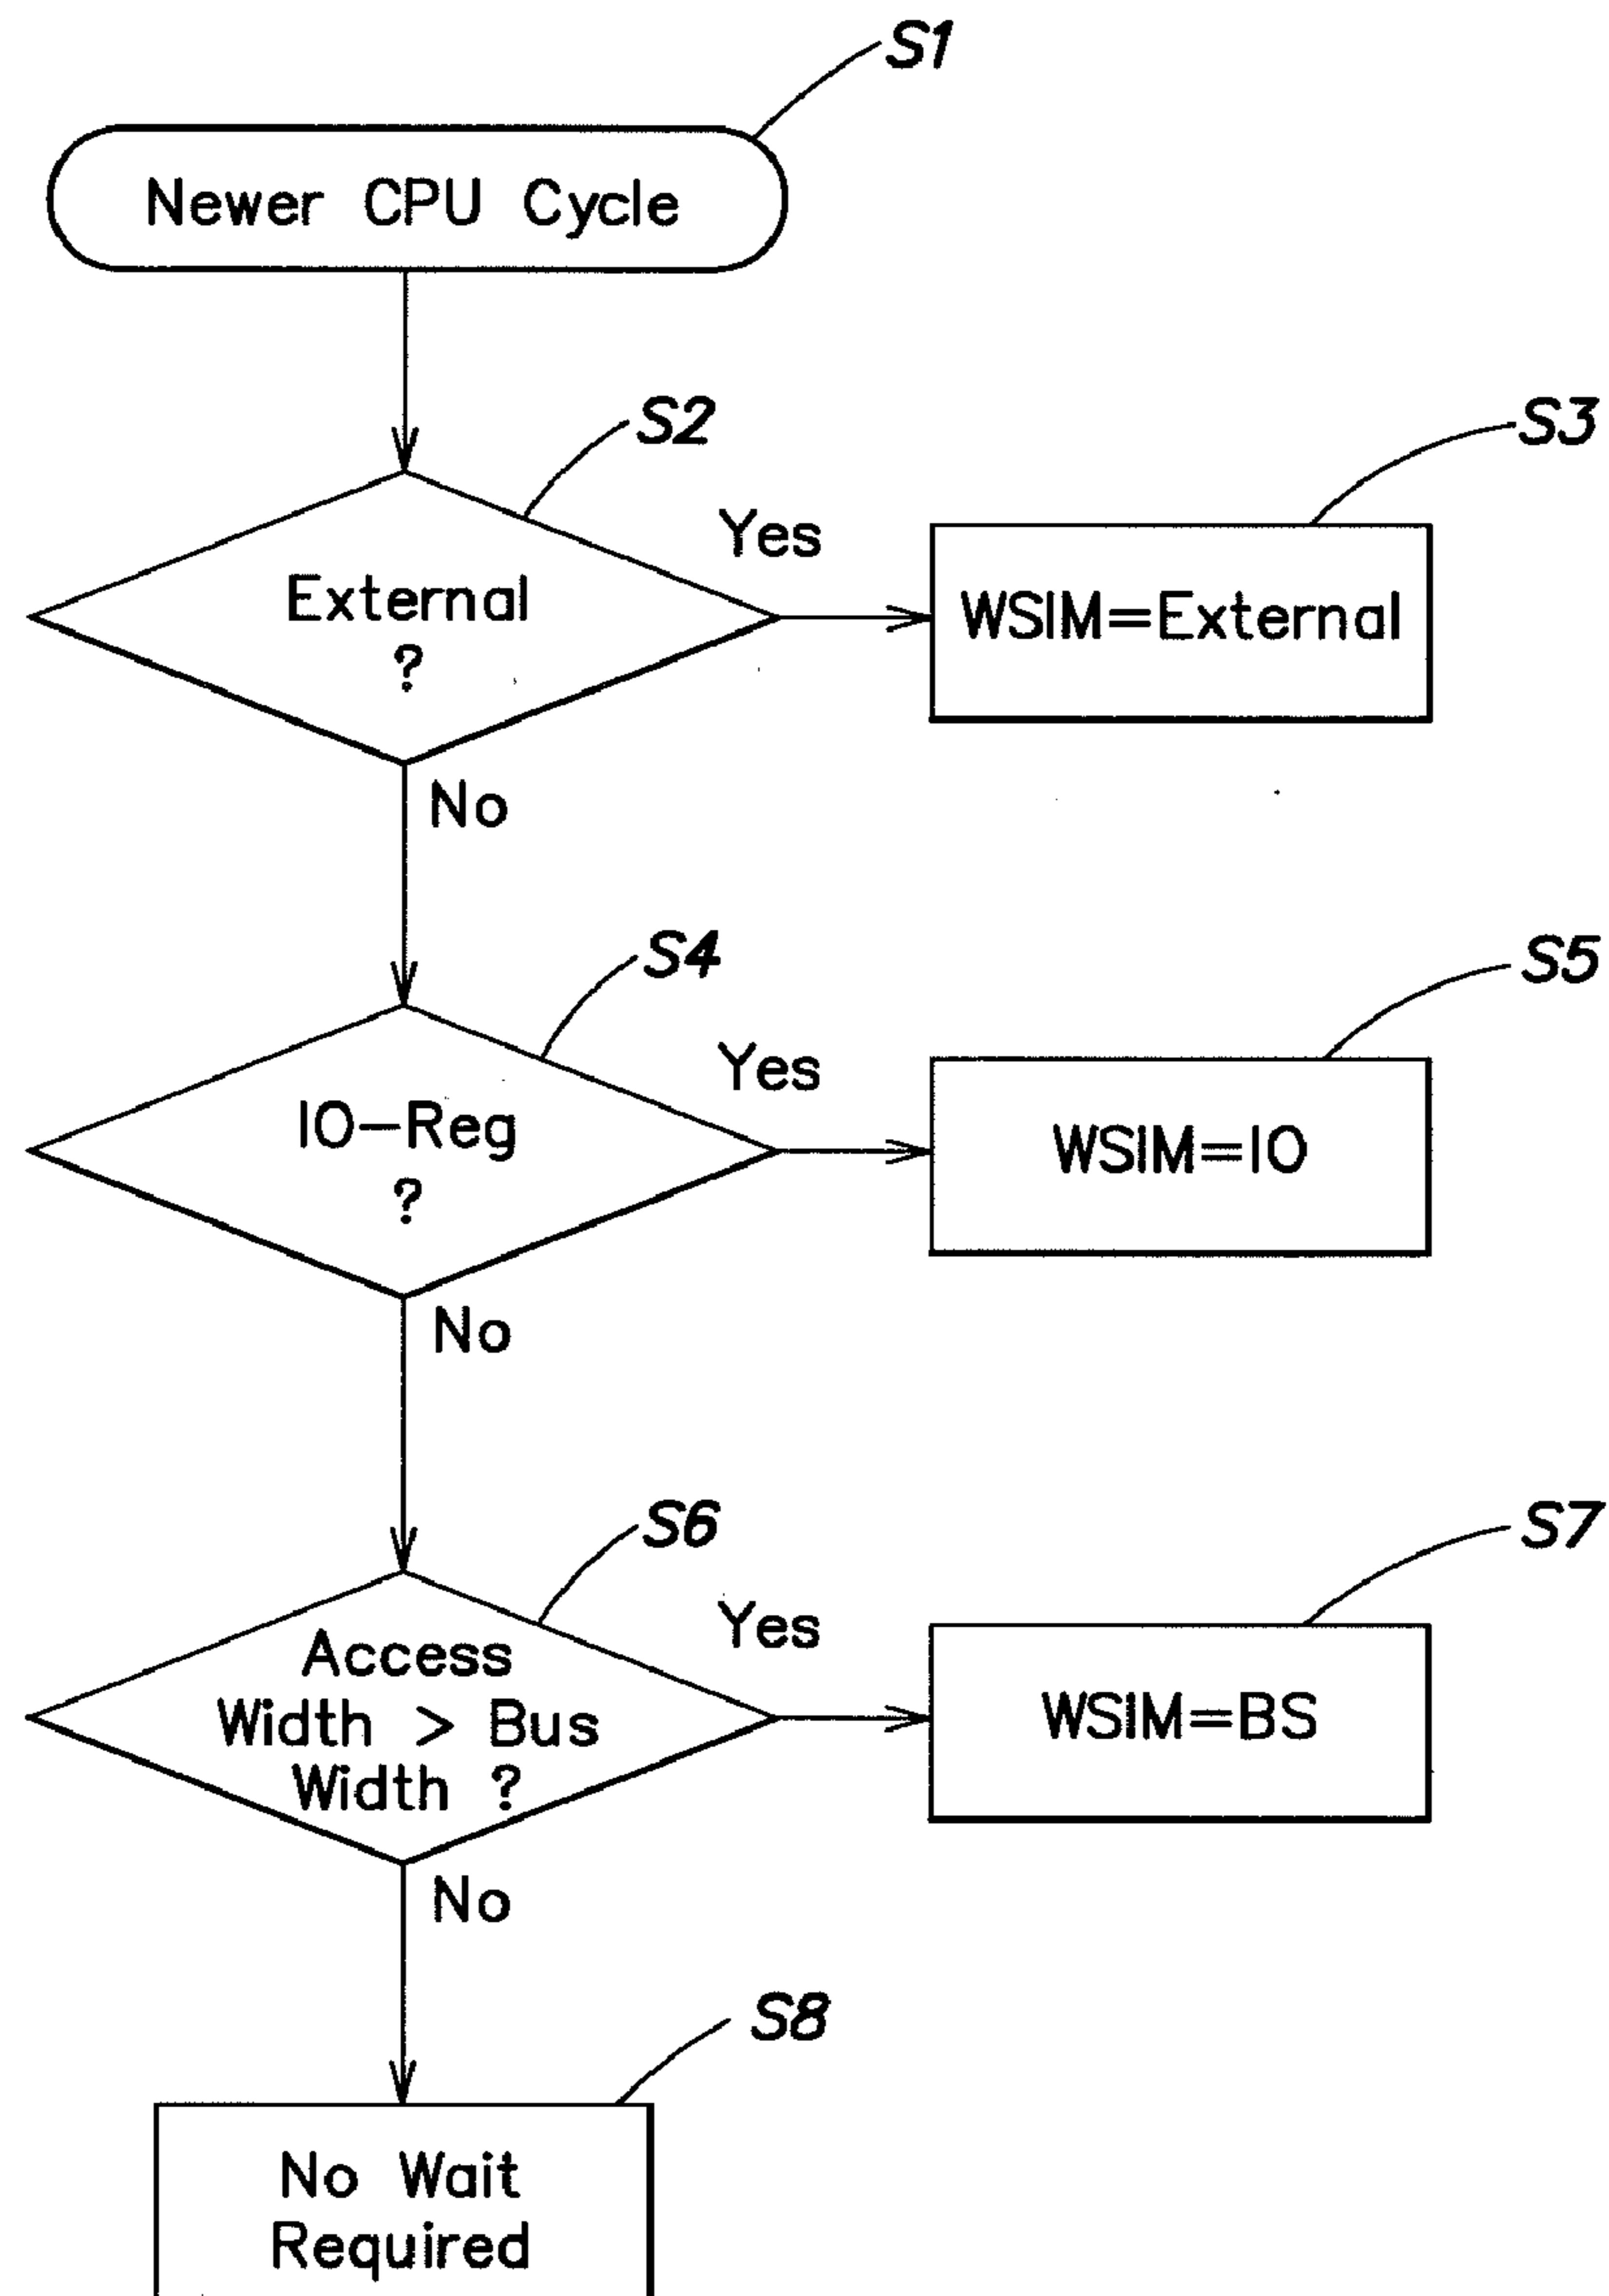 S1
Newer CPU Cycle
S2
S3
Yes
External
?
WSIM=External
No
S4
S5
Yes
IO-Reg
?
WSIM=IO
No
S6
S7
Yes
Access
Width > Bus
Width ?
WSIM=BS
No
S8
No Wait
Required